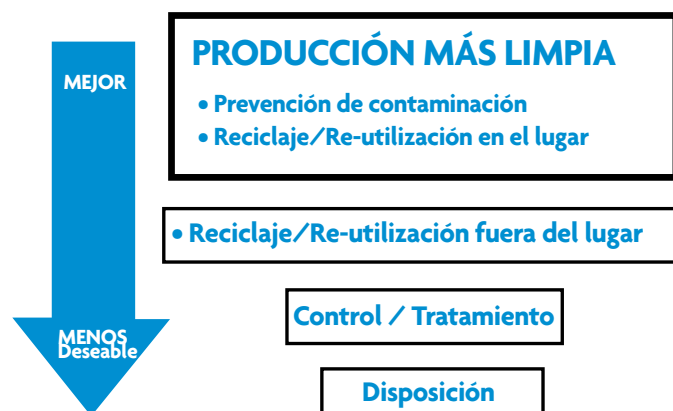 MEJOR
PRODUCCIÓN MÁS LIMPIA
• Prevención de contaminación
• Reciclaje/Re-utilización en el lugar
• Reciclaje/Re-utilización fuera del lugar
Control / Tratamiento
MENOS
Deseable
Disposición